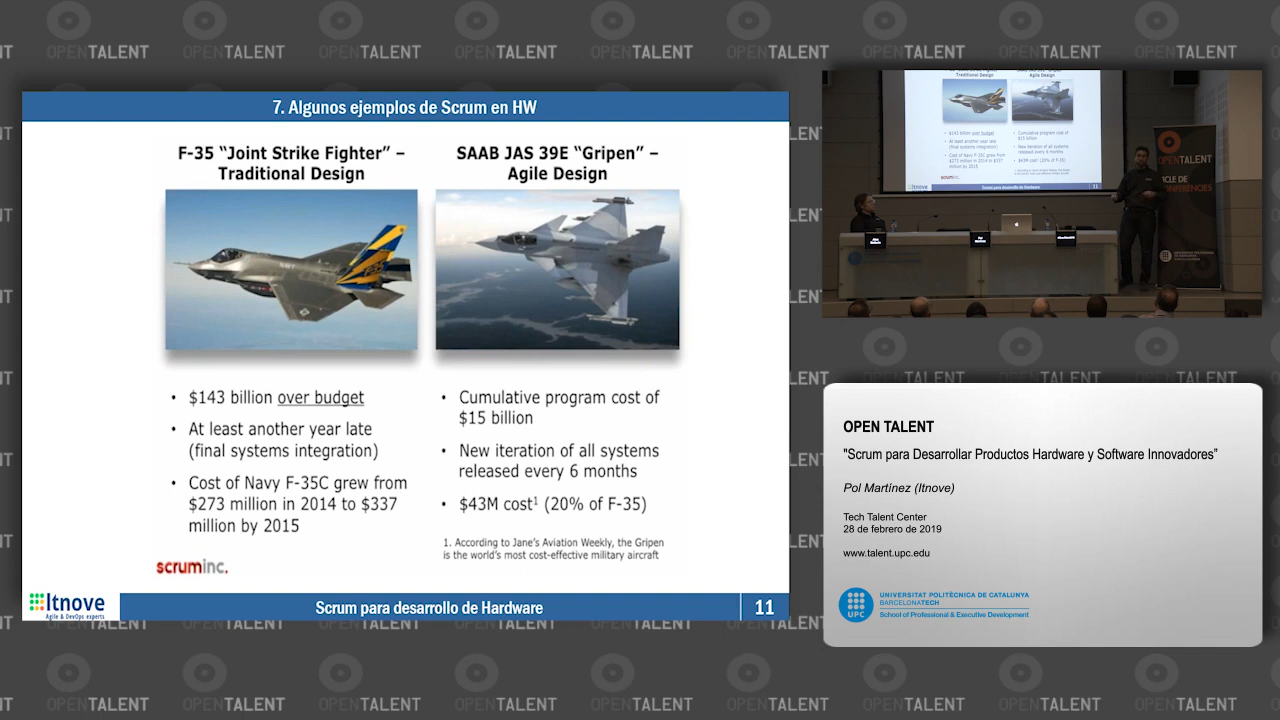 7. Algunos ejemplos de Scrum en HW
F-35 “Joint Strike Fighter” –
Traditional Design
SAAB JAS 39E “Gripen” –
Agile Design
• $143 billion over budget
• At least another year late
(final systems integration)
• Cost of Navy F-35C grew from
$273 million in 2014 to $337
million by 2015
• Cumulative program cost of
$15 billion
• New iteration of all systems
released every 6 months
• $43M cost¹ (20% of F-35)
1. According to Jane's Aviation Weekly, the Gripen
is the world's most cost-effective military aircraft
scruminc.
Itnove
Agile & DevOps experts
Scrum para desarrollo de Hardware
11
OPENTALENT
OPEN TALENT
"Scrum para Desarrollar Productos Hardware y Software Innovadores”
Pol Martínez (Itnove)
Tech Talent Center
28 de febrero de 2019
www.talent.upc.edu
UPC
UNIVERSITAT POLITÈCNICA DE CATALUNYA
BARCELONATECH
School of Professional & Executive Development